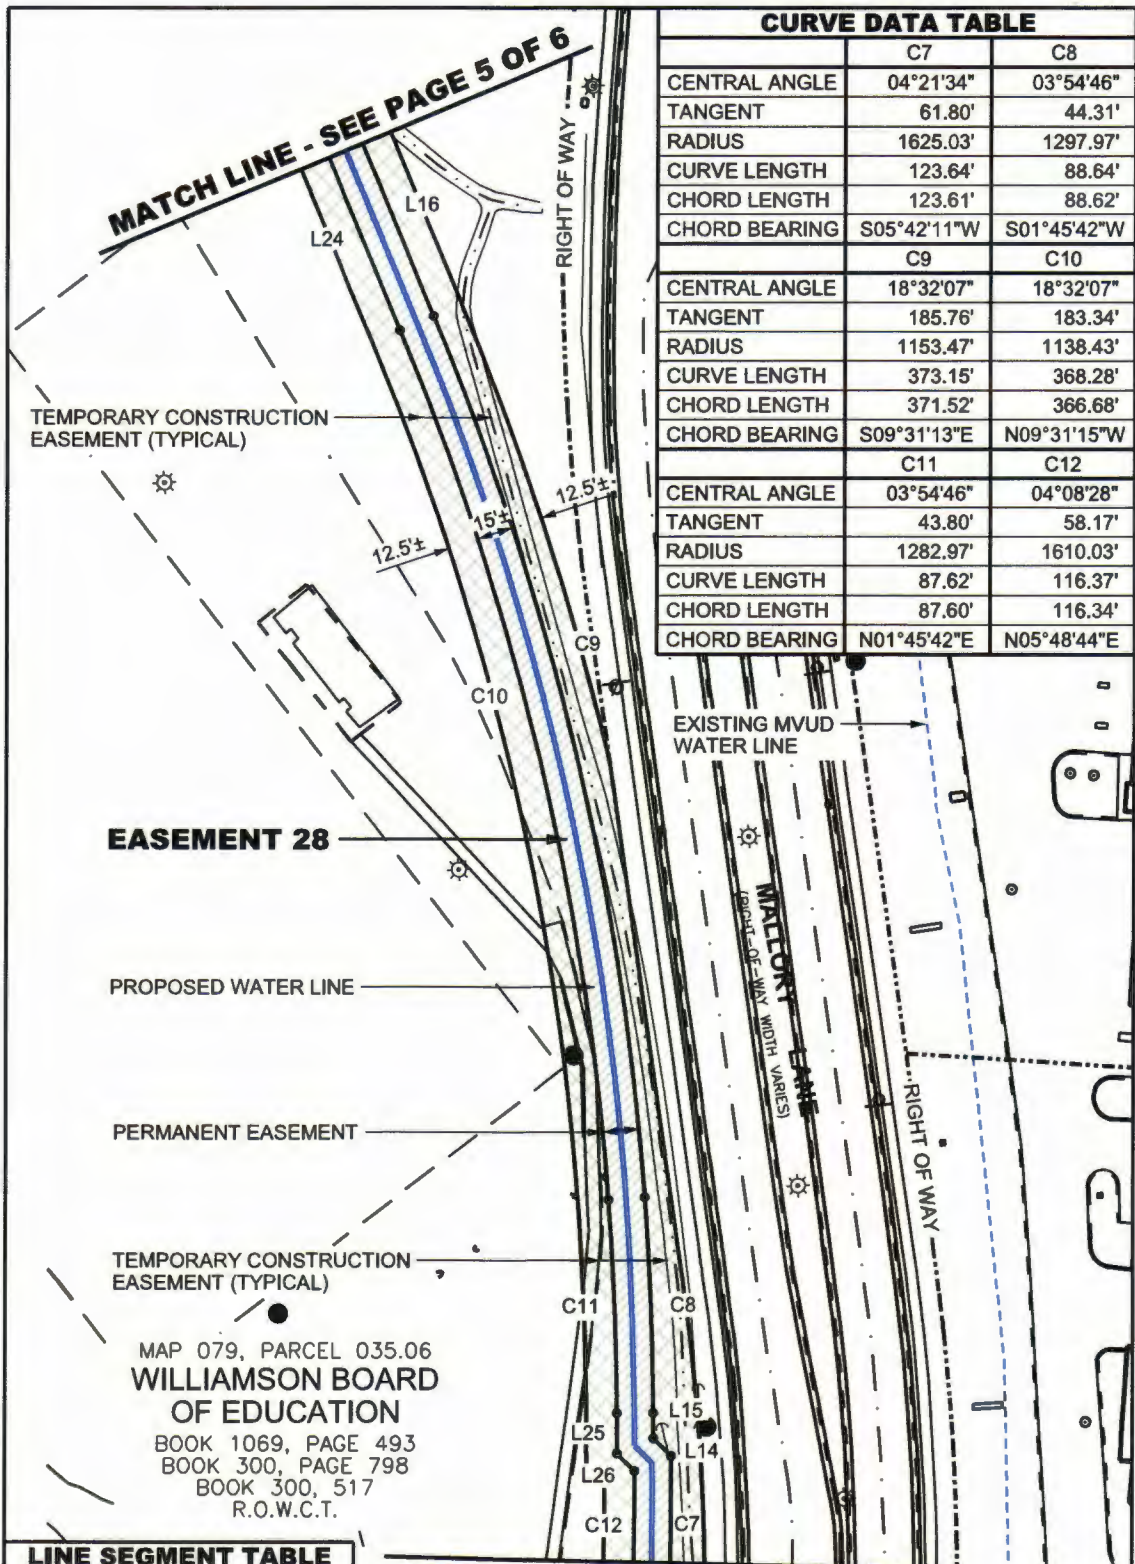 CURVE DATA TABLE
C7 C8
CENTRAL ANGLE 04°21'34" 03°54'46"
TANGENT 61.80' 44.31'
RADIUS 1625.03' 1297.97'
CURVE LENGTH 123.64' 88.64'
CHORD LENGTH 123.61' 88.62'
CHORD BEARING S05°42'11"W S01°45'42"W
C9 C10
CENTRAL ANGLE 18°32'07" 18°32'07"
TANGENT 185.76' 183.34'
RADIUS 1153.47' 1138.43'
CURVE LENGTH 373.15' 368.28'
CHORD LENGTH 371.52' 366.68'
CHORD BEARING S09°31'13"E N09°31'15"W
C11 C12
CENTRAL ANGLE 03°54'46" 04°08'28"
TANGENT 43.80' 58.17'
RADIUS 1282.97' 1610.03'
CURVE LENGTH 87.62' 116.37'
CHORD LENGTH 87.60' 116.34'
CHORD BEARING N01°45'42"E N05°48'44"E
MATCH LINE - SEE PAGE 5 OF 6
RIGHT OF WAY
L16
L24
TEMPORARY CONSTRUCTION
EASEMENT (TYPICAL)
12.5'±
15'±
12.5'±
C9
C10
EXISTING MVUD
WATER LINE
EASEMENT 28
MALLORY LANE
(RIGHT-OF-WAY WIDTH VARIES)
PROPOSED WATER LINE
RIGHT OF WAY
PERMANENT EASEMENT
TEMPORARY CONSTRUCTION
EASEMENT (TYPICAL)
C11
C8
MAP 079, PARCEL 035.06
WILLIAMSON BOARD
OF EDUCATION
BOOK 1069, PAGE 493
BOOK 300, PAGE 798
BOOK 300, 517
R.O.W.C.T.
L15
L25
L14
L26
C12
C7
LINE SEGMENT TABLE